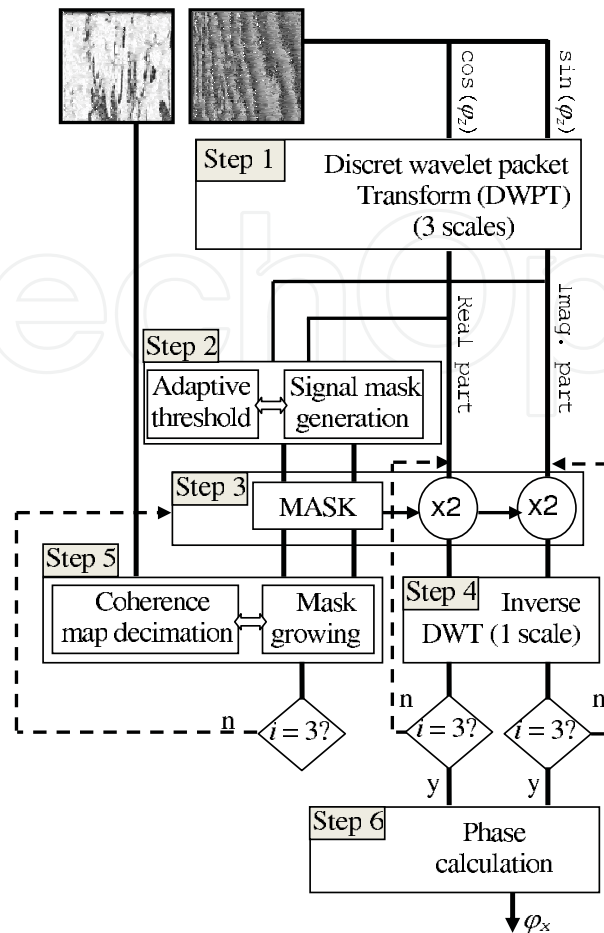 cos(φz)
sin(φz)
Step 1
Discret wavelet packet
Transform (DWPT)
(3 scales)
echOp
Real part
Imag. part
Step 2
Adaptive
threshold
Signal mask
generation
Step 3
MASK
x2
x2
Step 5
Coherence
map decimation
Mask
growing
Step 4
Inverse
DWT (1 scale)
n
i = 3?
n
i = 3?
i = 3?
n
y
y
Step 6
Phase
calculation
φx